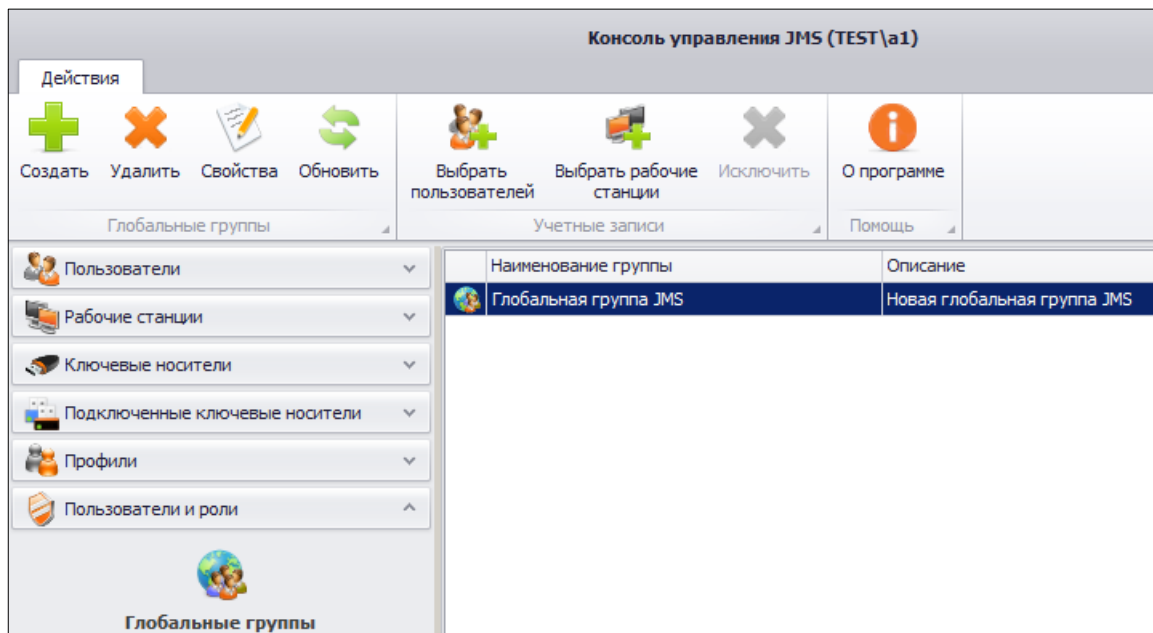 Консоль управления JMS (TEST\a1)
Действия
Создать
Удалить
Свойства
Обновить
Выбрать
пользователей
Выбрать рабочие
станции
Исключить
О программе
Глобальные группы
Учетные записи
Помощь
Пользователи
Рабочие станции
Ключевые носители
Подключенные ключевые носители
Профили
Пользователи и роли
Глобальные группы
Наименование группы
Описание
Глобальная группа JMS
Новая глобальная группа JMS